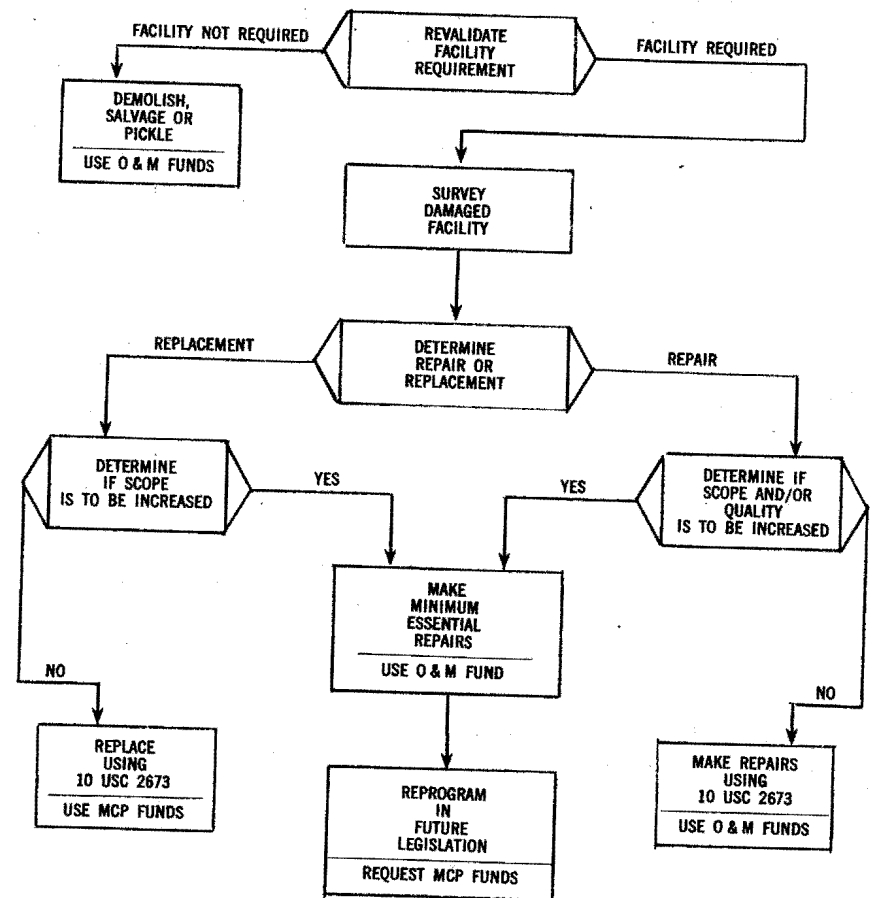 FACILITY NOT REQUIRED
REVALIDATE
FACILITY
REQUIREMENT
FACILITY REQUIRED
DEMOLISH,
SALVAGE OR
PICKLE
USE O & M FUNDS
SURVEY
DAMAGED
FACILITY
REPLACEMENT
DETERMINE
REPAIR OR
REPLACEMENT
REPAIR
DETERMINE
IF SCOPE
IS TO BE INCREASED
YES
YES
DETERMINE IF
SCOPE AND/OR
QUALITY
IS TO BE INCREASED
MAKE
MINIMUM
ESSENTIAL
REPAIRS
USE O & M FUND
NO
NO
REPLACE
USING
10 USC 2673
USE MCP FUNDS
REPROGRAM
IN
FUTURE
LEGISLATION
REQUEST MCP FUNDS
MAKE REPAIRS
USING
10 USC 2673
USE O & M FUNDS